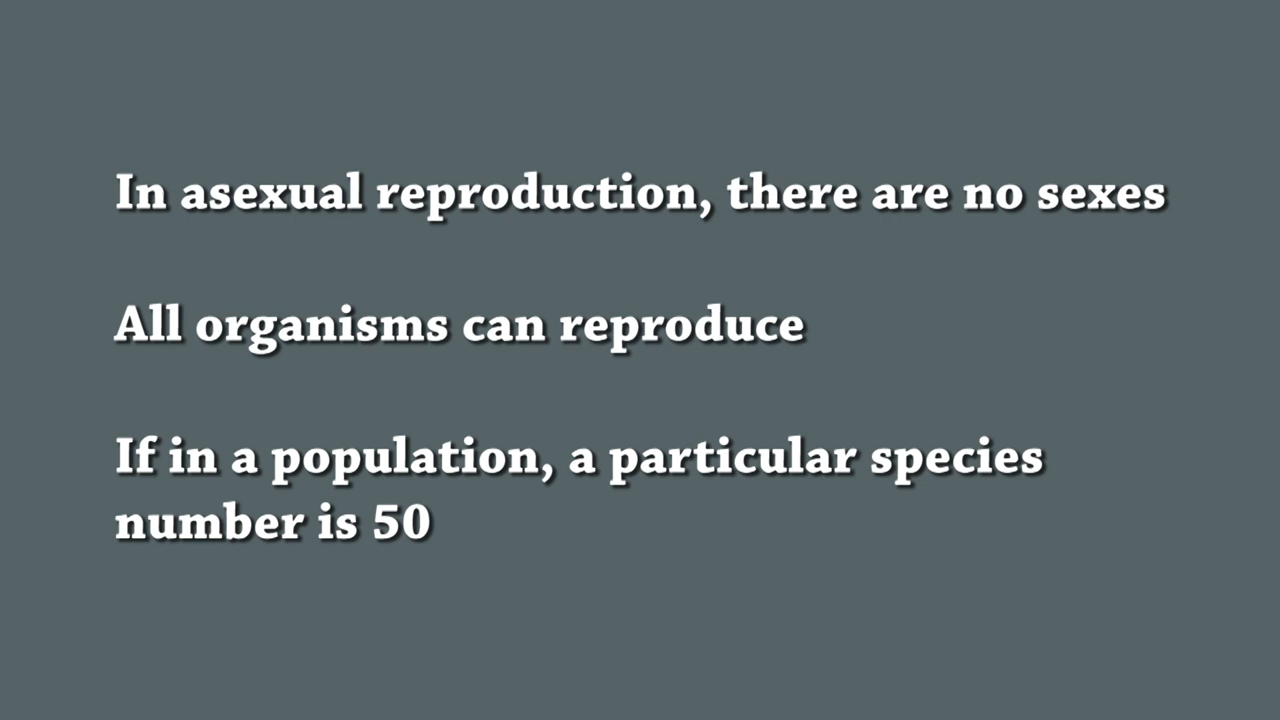 In asexual reproduction, there are no sexes
All organisms can reproduce
If in a population, a particular species
number is 50